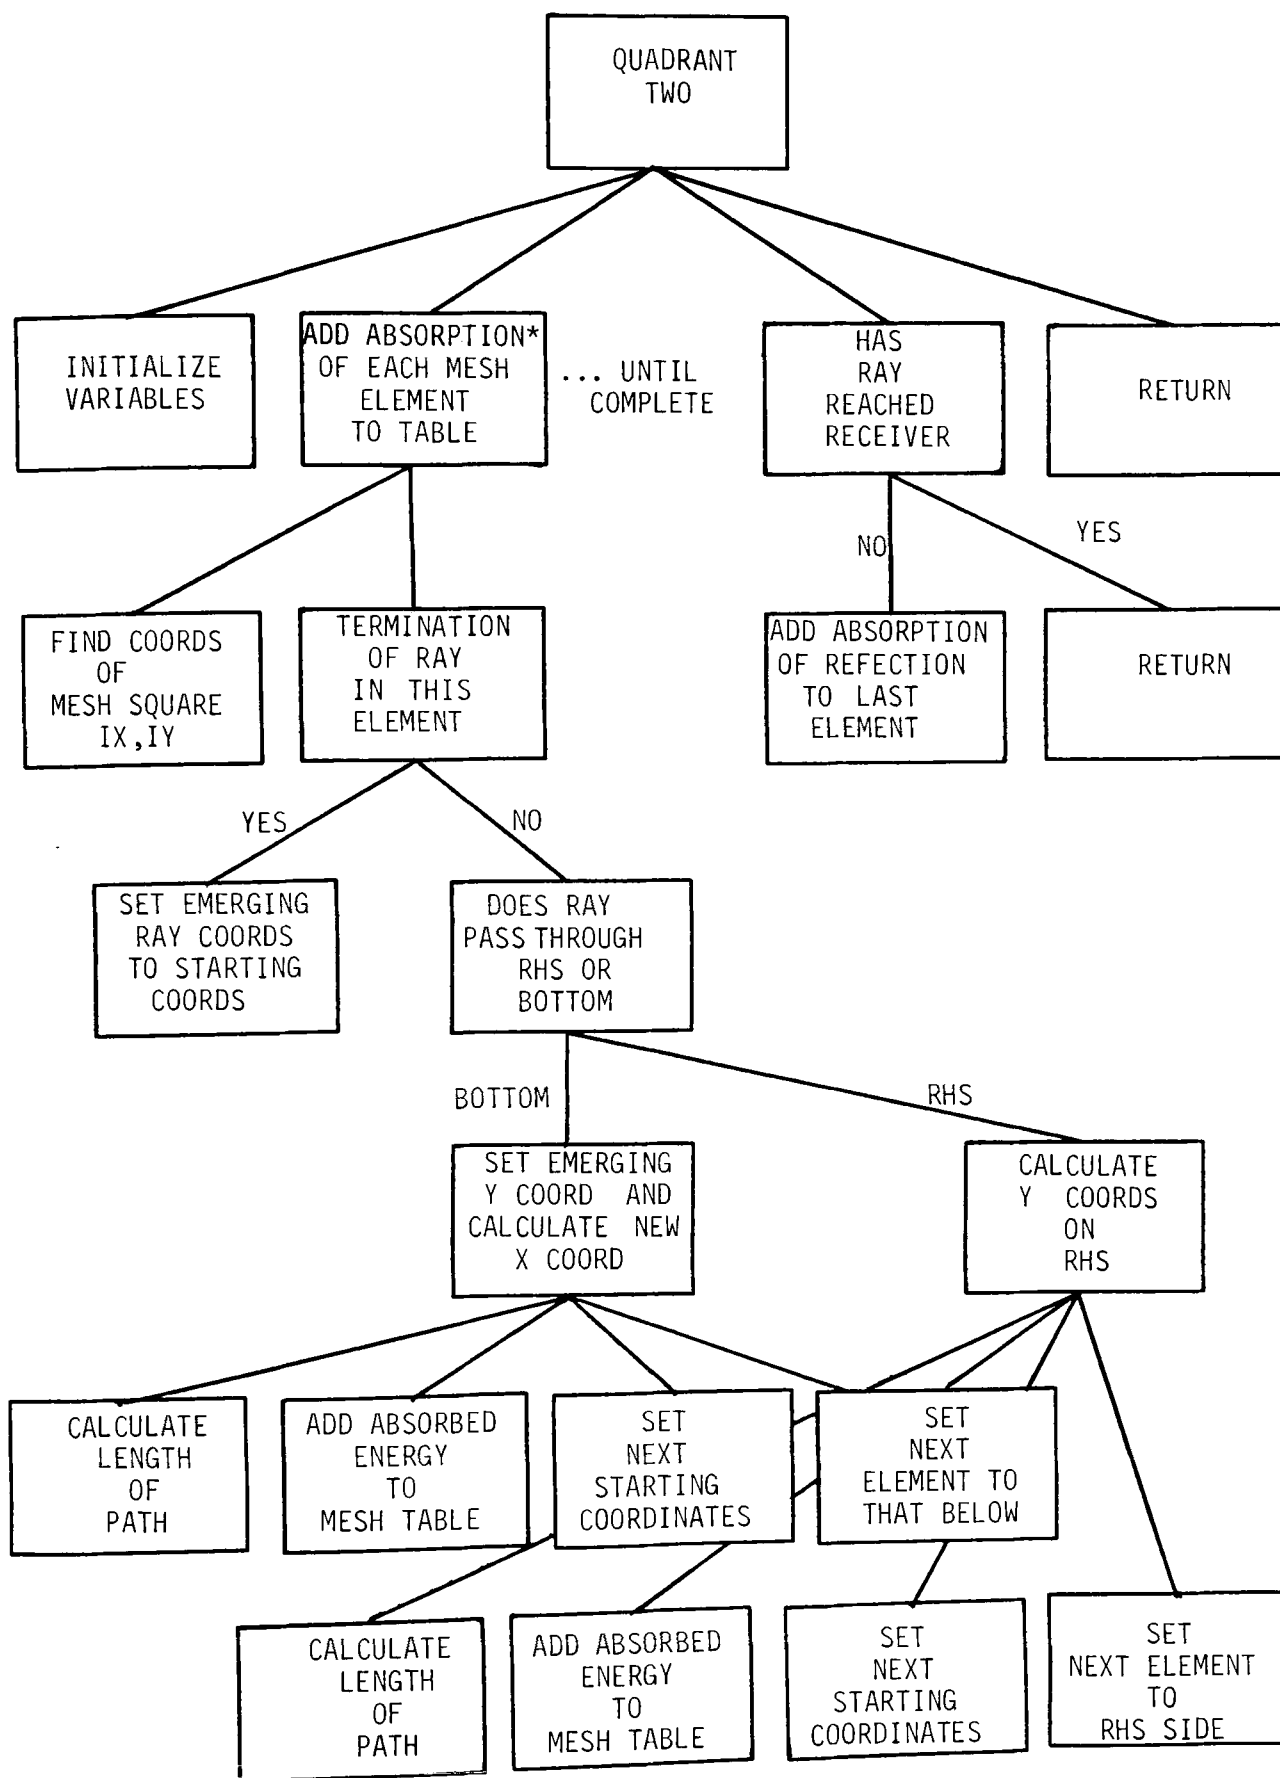 QUADRANT
TWO
INITIALIZE
VARIABLES
ADD ABSORPTION*
OF EACH MESH
ELEMENT
TO TABLE
... UNTIL
COMPLETE
HAS
RAY
REACHED
RECEIVER
RETURN
NO
YES
FIND COORDS
OF
MESH SQUARE
IX,IY
TERMINATION
OF RAY
IN THIS
ELEMENT
ADD ABSORPTION
OF REFECTION
TO LAST
ELEMENT
RETURN
YES
NO
SET EMERGING
RAY COORDS
TO STARTING
COORDS
DOES RAY
PASS THROUGH
RHS OR
BOTTOM
BOTTOM
RHS
SET EMERGING
Y COORD AND
CALCULATE NEW
X COORD
CALCULATE
Y COORDS
ON
RHS
CALCULATE
LENGTH
OF
PATH
ADD ABSORBED
ENERGY
TO
MESH TABLE
SET
NEXT
STARTING
COORDINATES
SET
NEXT
ELEMENT TO
THAT BELOW
CALCULATE
LENGTH
OF
PATH
ADD ABSORBED
ENERGY
TO
MESH TABLE
SET
NEXT
STARTING
COORDINATES
SET
NEXT ELEMENT
TO
RHS SIDE